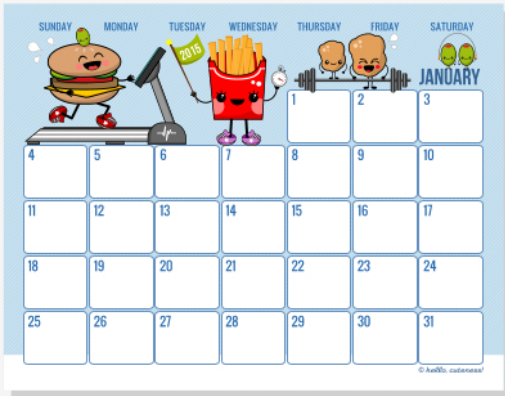 SUNDAY MONDAY TUESDAY WEDNESDAY THURSDAY FRIDAY SATURDAY
2015
JANUARY
1 2 3
4 5 6 7 8 9 10
11 12 13 14 15 16 17
18 19 20 21 22 23 24
25 26 27 28 29 30 31
© hello, cuteness!